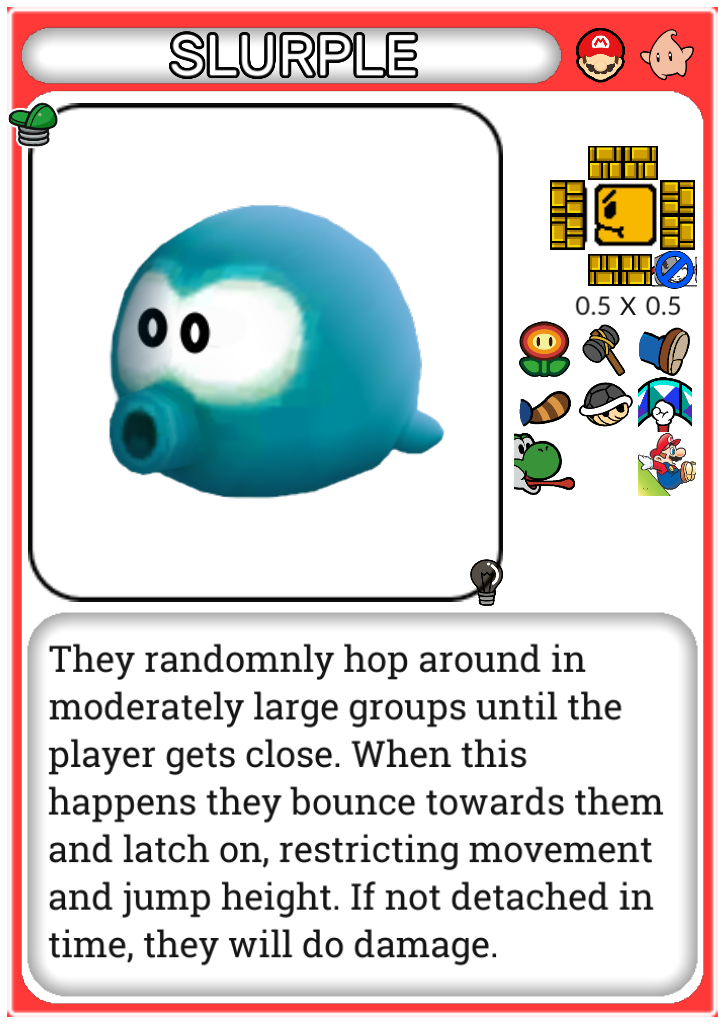 SLURPLE
0.5 X 0.5
They randomnly hop around in
moderately large groups until the
player gets close. When this
happens they bounce towards them
and latch on, restricting movement
and jump height. If not detached in
time, they will do damage.